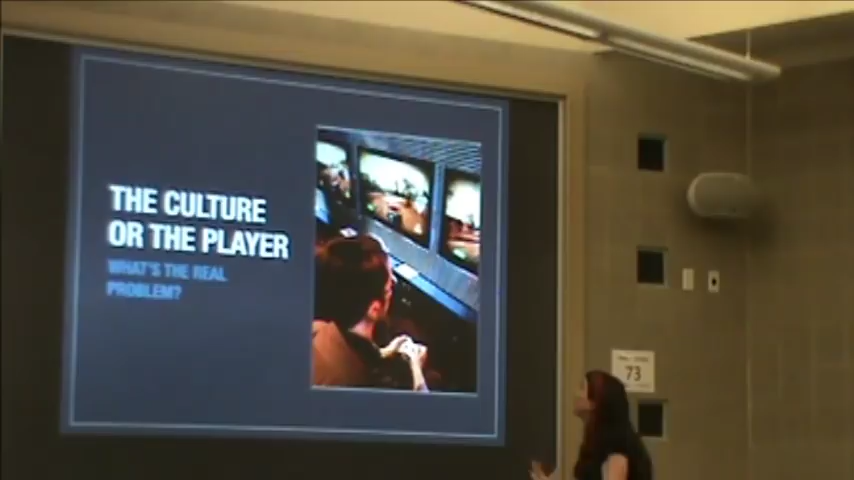 THE CULTURE
OR THE PLAYER
WHAT'S THE REAL
PROBLEM?
73